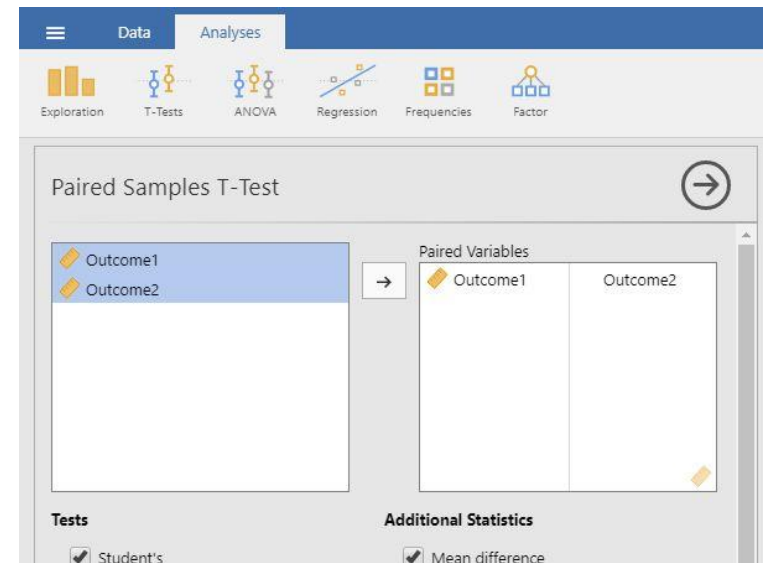 Data Analyses
Exploration T-Tests ANOVA Regression Frequencies Factor
Paired Samples T-Test
Outcome1
Outcome2
Paired Variables
Outcome1 Outcome2
Tests
Student's
Additional Statistics
Mean difference